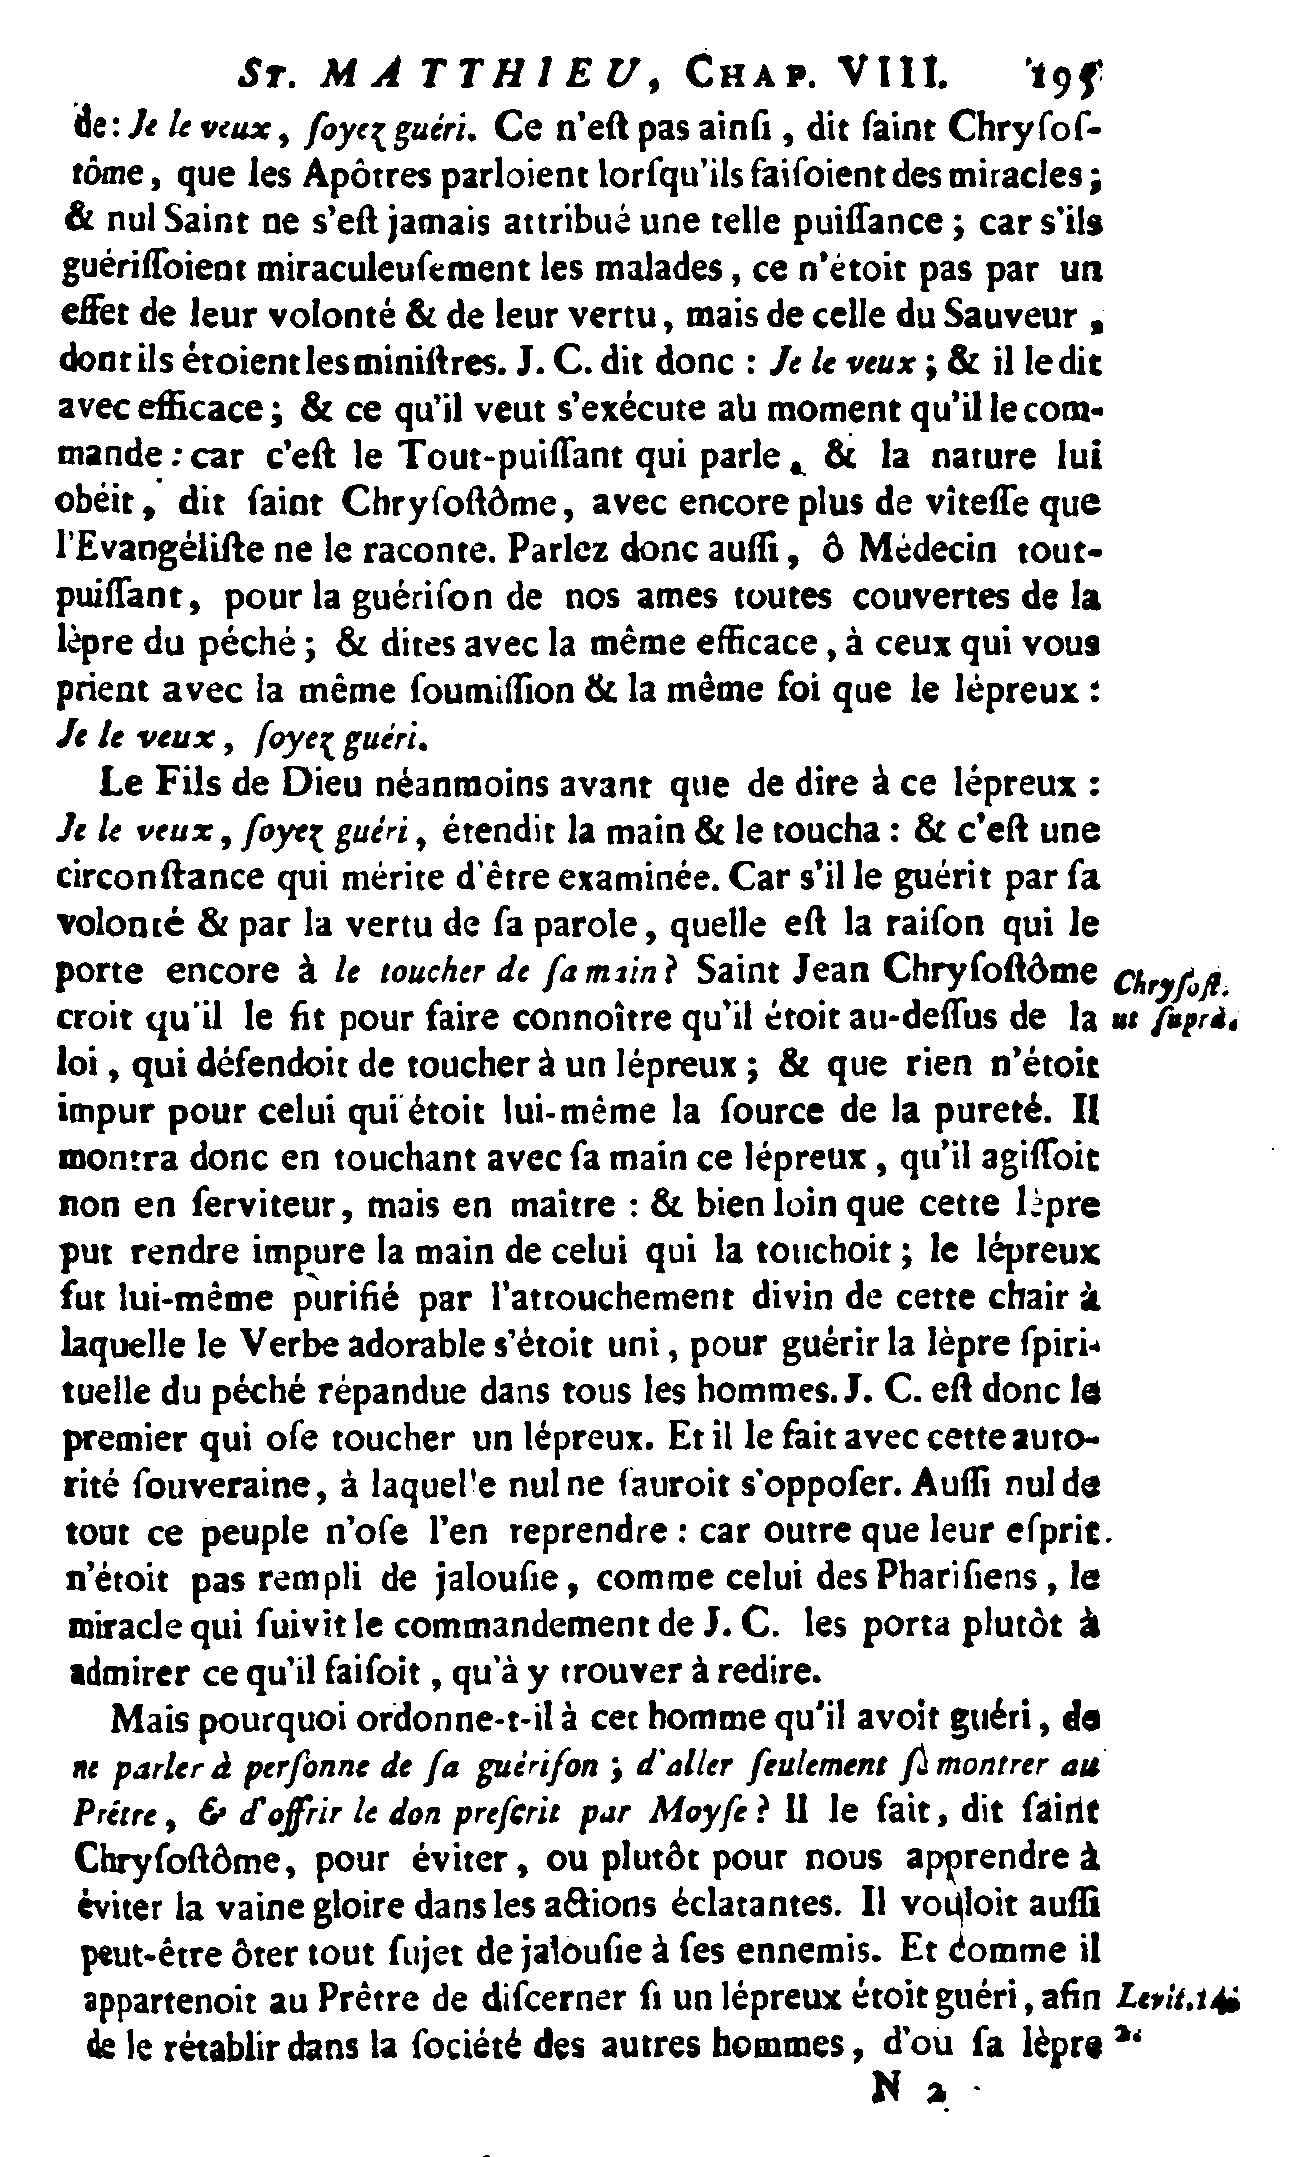 ST. MATTHIEU, CHAP. VIII. 195
de: Je le veux, ſoyez guéri. Ce n'eſt pas ainſi, dit ſaint Chryſoſ-
tôme, que les Apôtres parloient lorſqu'ils faiſoient des miracles;
& nul Saint ne s'eſt jamais attribué une telle puiſſance; car s'ils
guériſſoient miraculeuſement les malades, ce n'étoit pas par un
effet de leur volonté & de leur vertu, mais de celle du Sauveur,
dont ils étoient les miniſtres. J. C. dit donc : Je le veux; & il le dit
avec efficace; & ce qu'il veut s'exécute au moment qu'il le com-
mande: car c'eſt le Tout-puiſſant qui parle, & la nature lui
obéit, dit ſaint Chryſoſtôme, avec encore plus de vîteſſe que
l'Evangéliſte ne le raconte. Parlez donc auſſi, ô Médecin tout-
puiſſant, pour la guériſon de nos ames toutes couvertes de la
lèpre du péché; & dites avec la même efficace, à ceux qui vous
prient avec la même ſoumiſſion & la même foi que le lépreux :
Je le veux, ſoyez guéri.
Le Fils de Dieu néanmoins avant que de dire à ce lépreux :
Je le veux, ſoyez guéri, étendit la main & le toucha : & c'eſt une
circonſtance qui mérite d'être examinée. Car s'il le guérit par ſa
volonté & par la vertu de ſa parole, quelle eſt la raiſon qui le
porte encore à le toucher de ſa main? Saint Jean Chryſoſtôme Chryſoſt.
croit qu'il le fit pour faire connoître qu'il étoit au-deſſus de la ut ſuprà.
loi, qui défendoit de toucher à un lépreux; & que rien n'étoit
impur pour celui qui étoit lui-même la ſource de la pureté. Il
montra donc en touchant avec ſa main ce lépreux, qu'il agiſſoit
non en ſerviteur, mais en maître : & bien loin que cette lèpre
put rendre impure la main de celui qui la touchoit; le lépreux
fut lui-même purifié par l'attouchement divin de cette chair à
laquelle le Verbe adorable s'étoit uni, pour guérir la lèpre ſpiri-
tuelle du péché répandue dans tous les hommes. J. C. eſt donc le
premier qui oſe toucher un lépreux. Et il le fait avec cette auto-
rité ſouveraine, à laquelle nul ne ſauroit s'oppoſer. Auſſi nul de
tout ce peuple n'oſe l'en reprendre : car outre que leur eſprit
n'étoit pas rempli de jalouſie, comme celui des Phariſiens, le
miracle qui ſuivit le commandement de J. C. les porta plutôt à
admirer ce qu'il faiſoit, qu'à y trouver à redire.
Mais pourquoi ordonne-t-il à cet homme qu'il avoit guéri, de
ne parler à perſonne de ſa guériſon; d'aller ſeulement ſe montrer au
Prêtre, & d'offrir le don preſcrit par Moyſe? Il le fait, dit ſaint
Chryſoſtôme, pour éviter, ou plutôt pour nous apprendre à
éviter la vaine gloire dans les actions éclatantes. Il vouloit auſſi
peut-être ôter tout ſujet de jalouſie à ſes ennemis. Et comme il
appartenoit au Prêtre de diſcerner ſi un lépreux étoit guéri, afin Levit. 14.
de le rétablir dans la ſociété des autres hommes, d'où ſa lèpre 2.
N 2